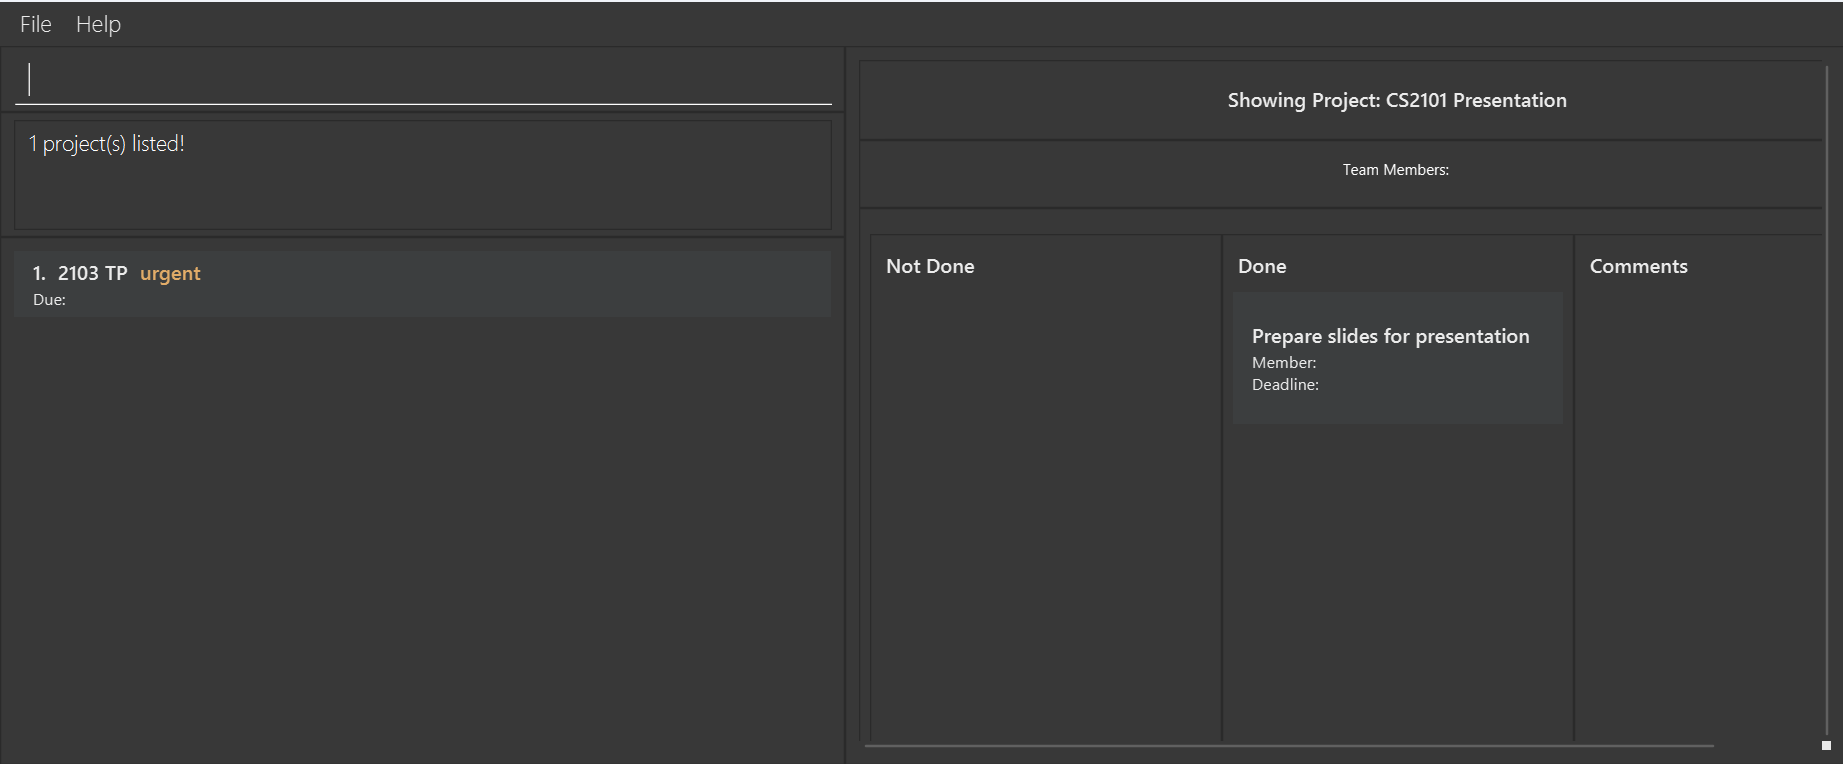 File Help
1 project(s) listed!
1. 2103 TP urgent
Due:
Showing Project: CS2101 Presentation
Team Members:
Not Done
Done
Prepare slides for presentation
Member:
Deadline:
Comments